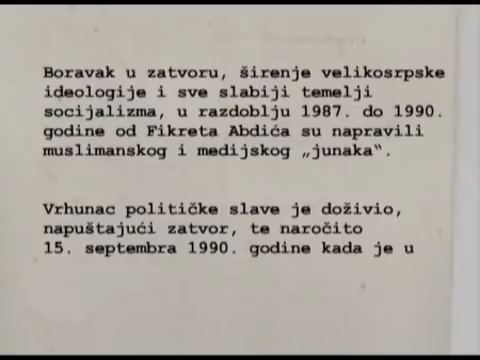 Boravak u zatvoru, širenje velikosrpske
ideologije i sve slabiji temelji
socijalizma, u razdoblju 1987. do 1990.
godine od Fikreta Abdića su napravili
muslimanskog i medijskog „junaka“.
Vrhunac političke slave je doživio,
napuštajući zatvor, te naročito
15. septembra 1990. godine kada je u